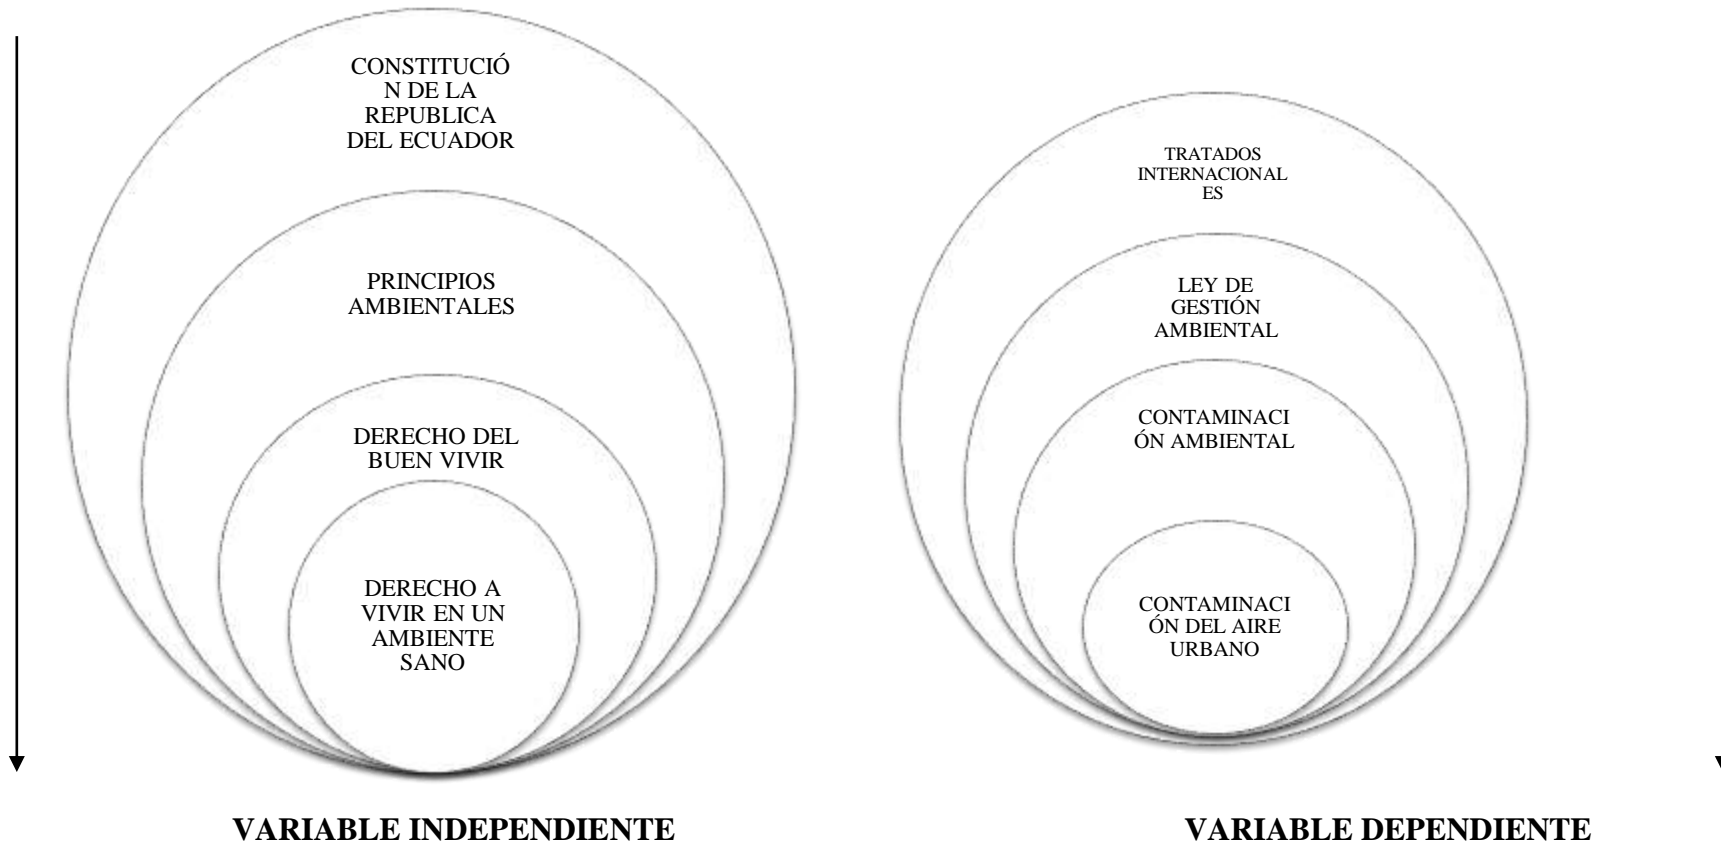 CONSTITUCIÓ
N DE LA
REPUBLICA
DEL ECUADOR
PRINCIPIOS
AMBIENTALES
DERECHO DEL
BUEN VIVIR
DERECHO A
VIVIR EN UN
AMBIENTE
SANO
VARIABLE INDEPENDIENTE
TRATADOS
INTERNACIONAL
ES
LEY DE
GESTIÓN
AMBIENTAL
CONTAMINACI
ÓN AMBIENTAL
CONTAMINACI
ÓN DEL AIRE
URBANO
VARIABLE DEPENDIENTE